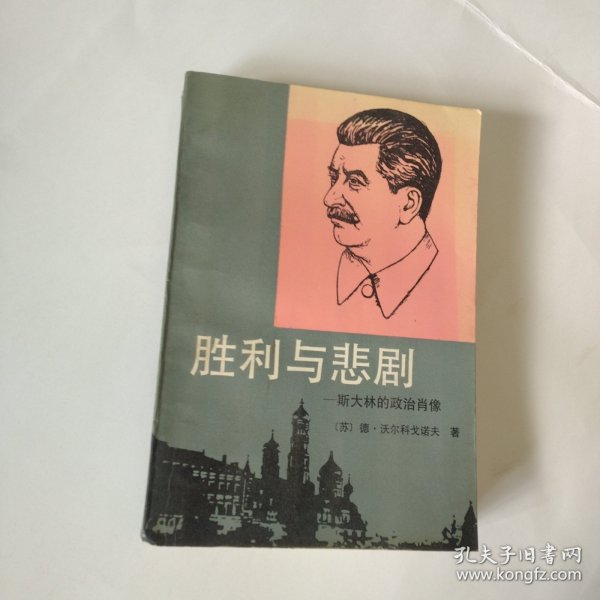 胜利与悲剧
—斯大林的政治肖像
〔苏〕德·沃尔科戈诺夫 著
孔夫子旧书网
www.kongfz.com